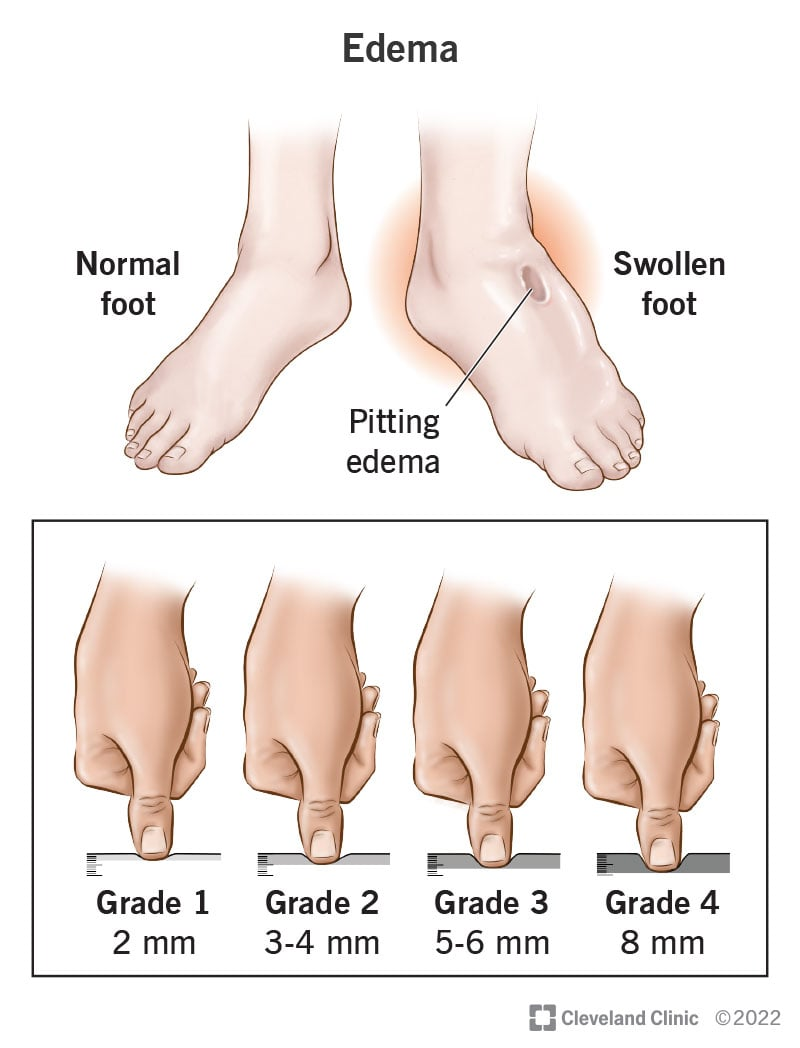 Edema
Normal
foot
Swollen
foot
Pitting
edema
Grade 1
2 mm
Grade 2
3-4 mm
Grade 3
5-6 mm
Grade 4
8 mm
Cleveland Clinic ©2022